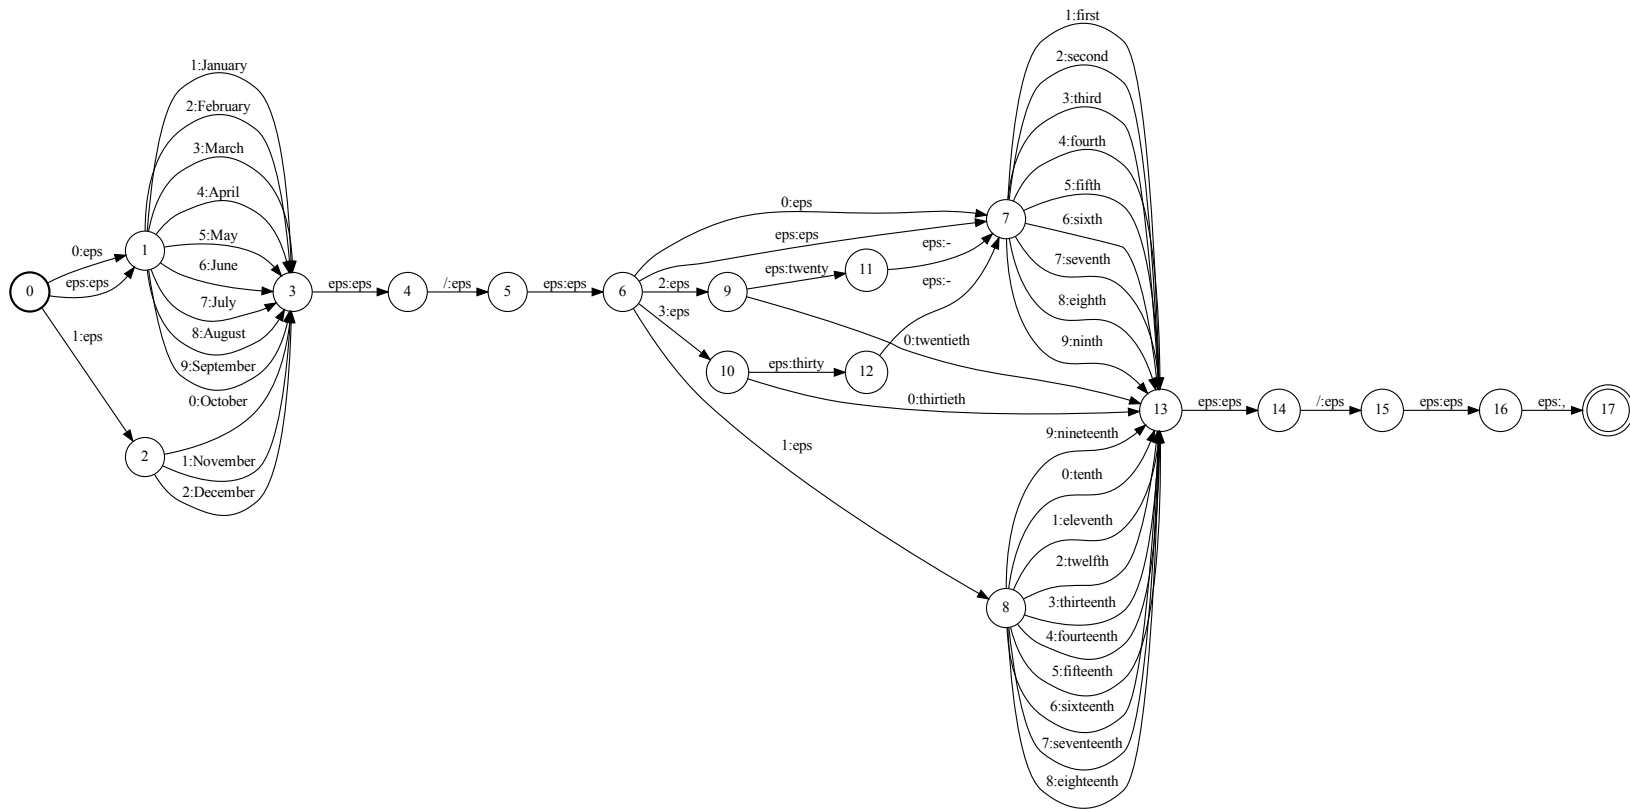 1:first
2:second
3:third
4:fourth
5:fifth
6:sixth
7:seventh
8:eighth
9:ninth
1:January
2:February
3:March
4:April
5:May
6:June
7:July
8:August
9:September
0:October
1:November
2:December
0:eps
eps:eps
1:eps
0
1
2
3
eps:eps
4
/:eps
5
eps:eps
6
0:eps
eps:eps
2:eps
3:eps
1:eps
9
eps:twenty
11
eps:-
7
eps:-
0:twentieth
10
eps:thirty
12
0:thirtieth
13
eps:eps
14
/:eps
15
eps:eps
16
eps:,
17
8
9:nineteenth
0:tenth
1:eleventh
2:twelfth
3:thirteenth
4:fourteenth
5:fifteenth
6:sixteenth
7:seventeenth
8:eighteenth